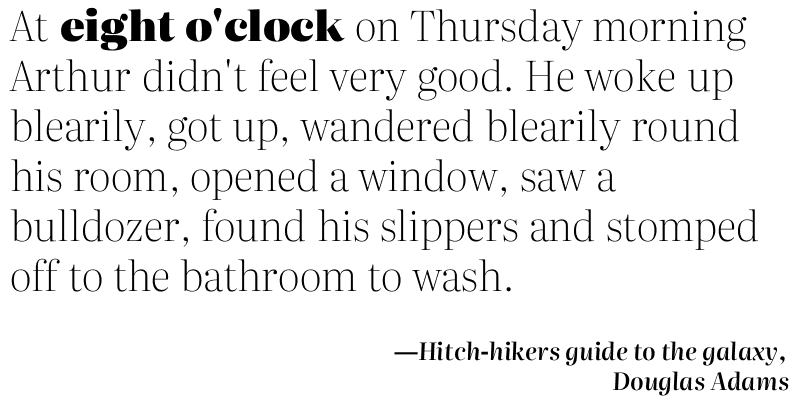 At eight o'clock on Thursday morning
Arthur didn't feel very good. He woke up
blearily, got up, wandered blearily round
his room, opened a window, saw a
bulldozer, found his slippers and stomped
off to the bathroom to wash.
—Hitch-hikers guide to the galaxy,
Douglas Adams